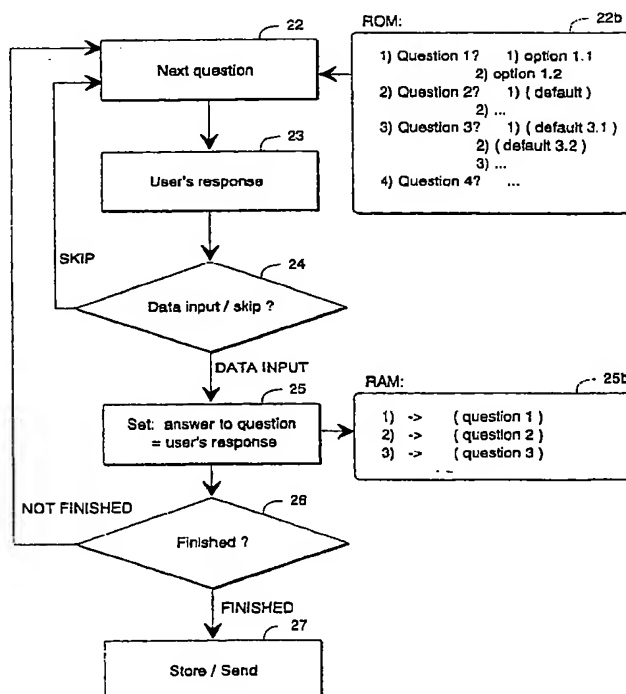 22
Next question
ROM:
22b
1) Question 1? 1) option 1.1
2) option 1.2
2) Question 2? 1) ( default )
2) ...
3) Question 3? 1) ( default 3.1 )
2) ( default 3.2 )
3) ...
4) Question 4? ...
23
User's response
SKIP
24
Data input / skip ?
DATA INPUT
25
Set: answer to question
= user's response
RAM:
25b
1) -> ( question 1 )
2) -> ( question 2 )
3) -> ( question 3 )
...
NOT FINISHED
26
Finished ?
FINISHED
27
Store / Send